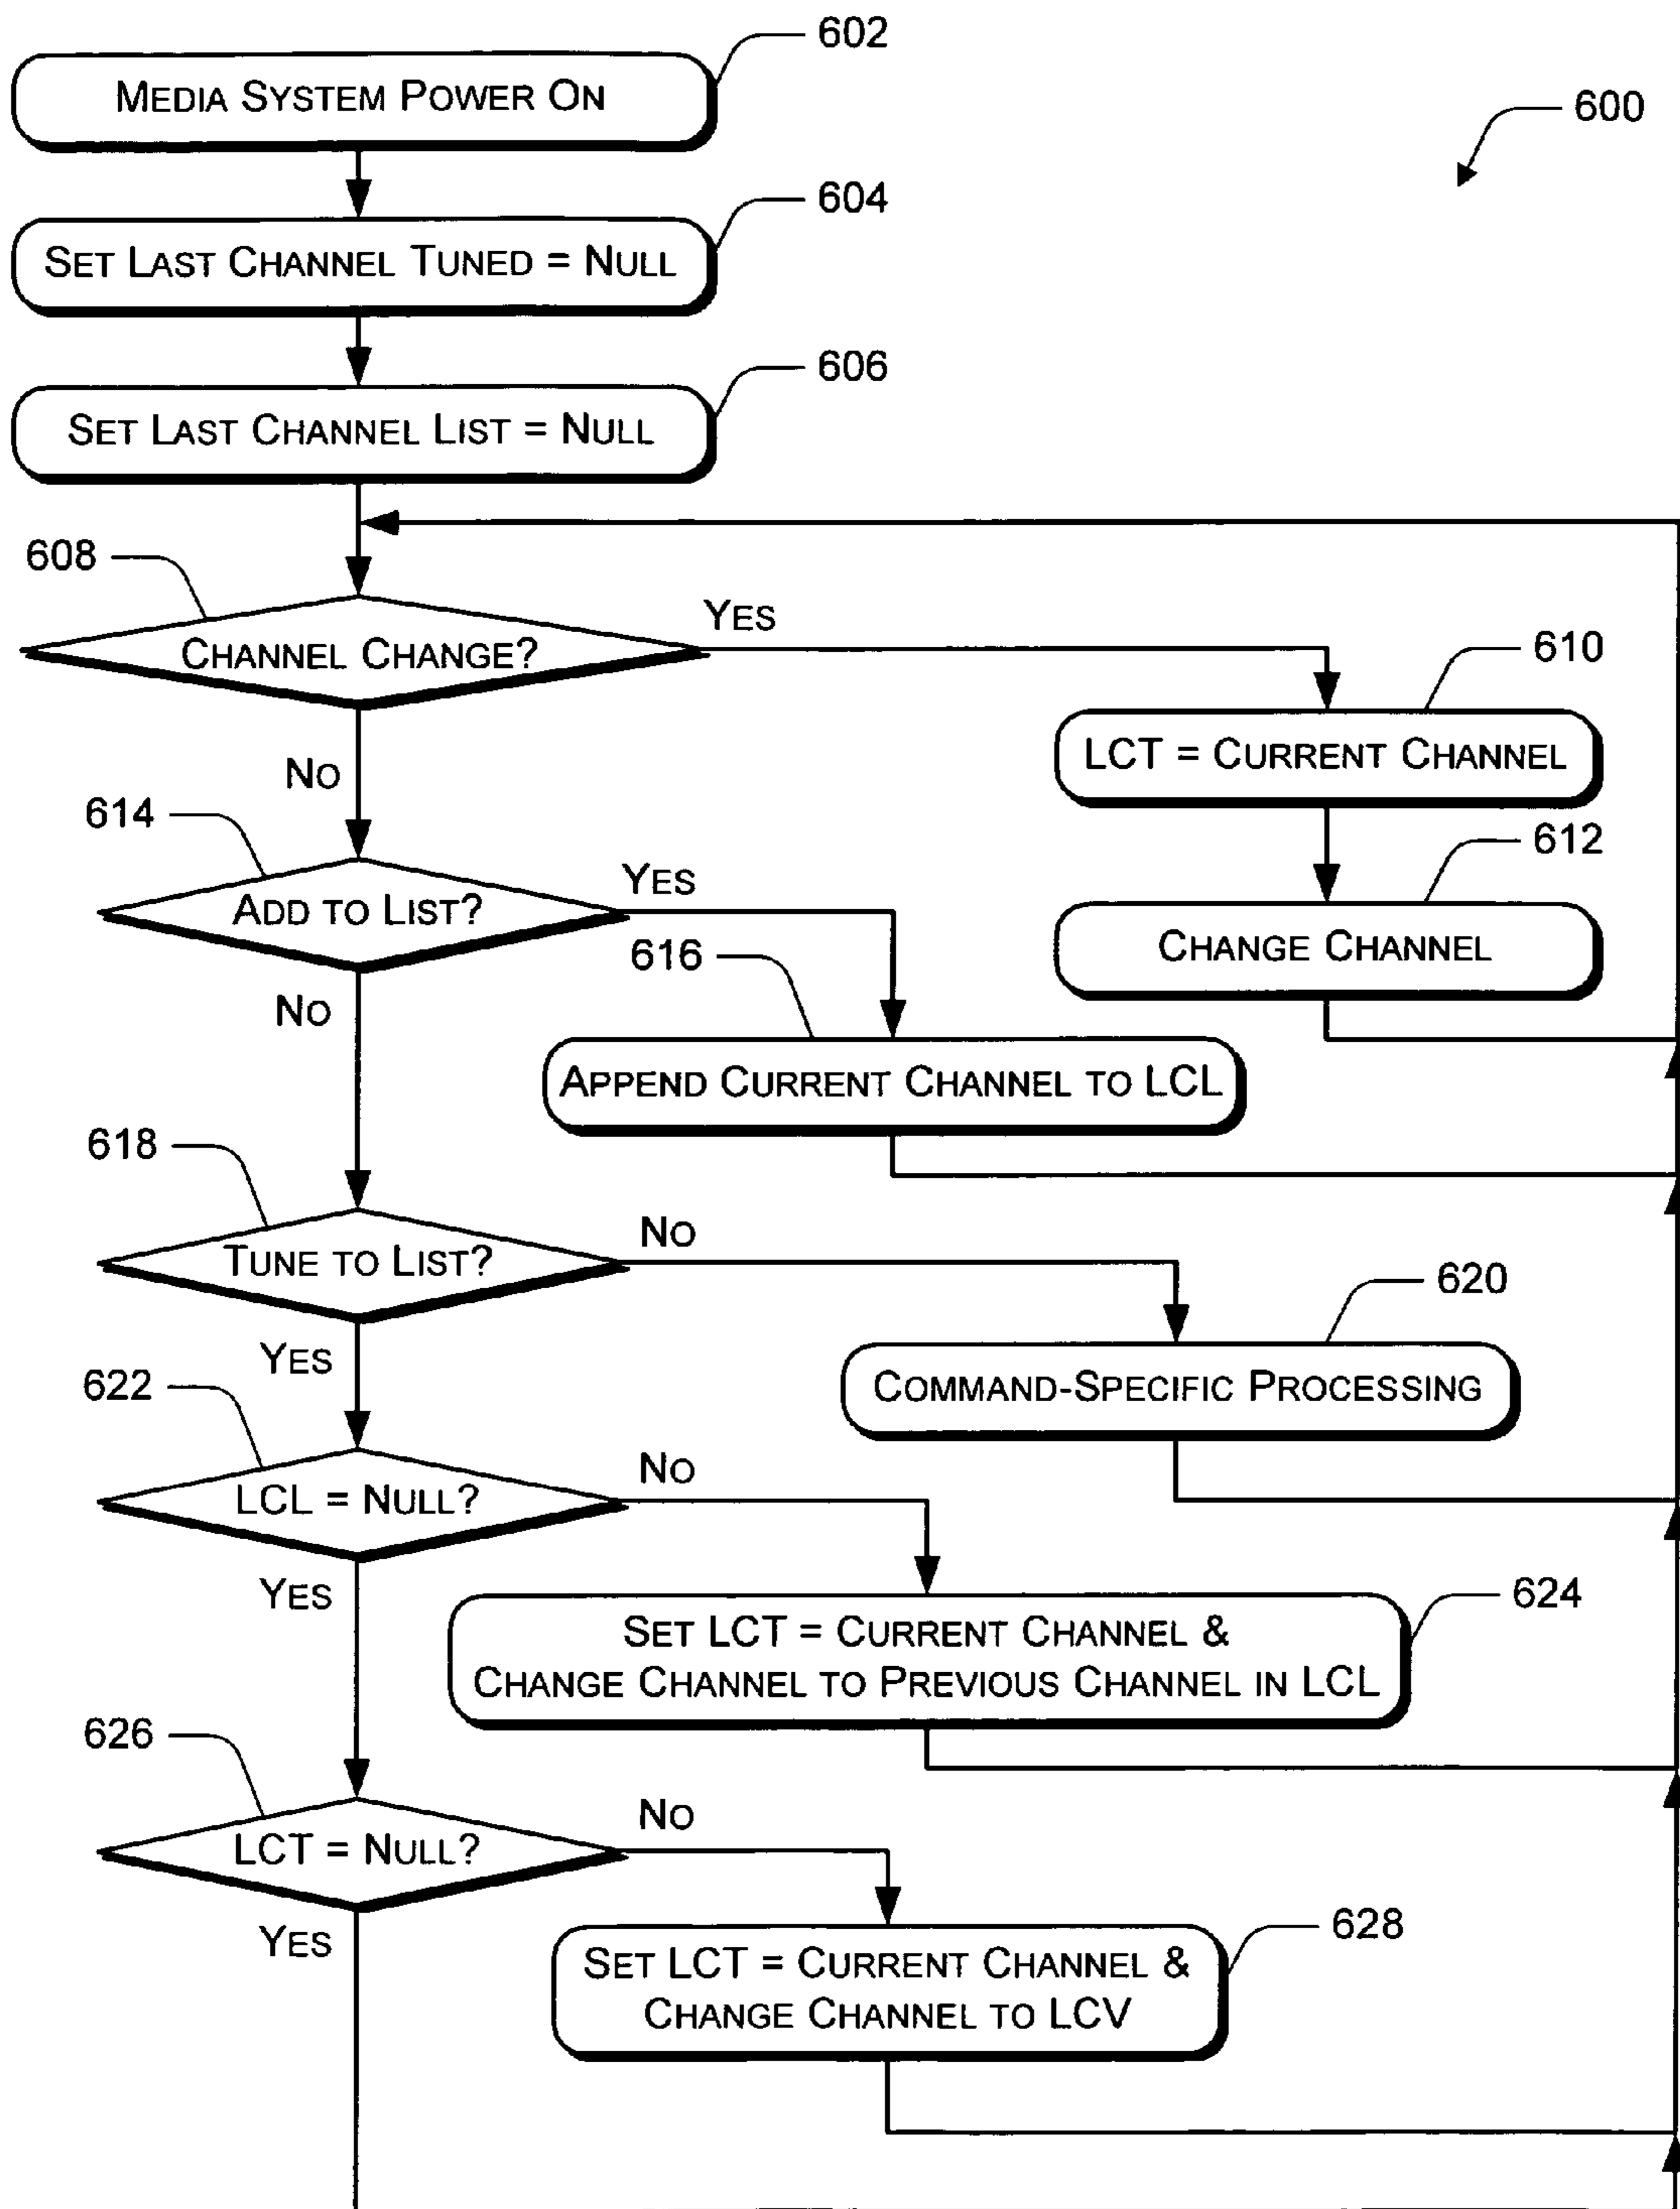 602
MEDIA SYSTEM POWER ON
600
604
SET LAST CHANNEL TUNED = NULL
606
SET LAST CHANNEL LIST = NULL
608
CHANNEL CHANGE?
YES
610
LCT = CURRENT CHANNEL
NO
612
CHANGE CHANNEL
614
ADD TO LIST?
YES
616
APPEND CURRENT CHANNEL TO LCL
NO
618
TUNE TO LIST?
NO
620
COMMAND-SPECIFIC PROCESSING
YES
622
LCL = NULL?
NO
624
SET LCT = CURRENT CHANNEL &
CHANGE CHANNEL TO PREVIOUS CHANNEL IN LCL
YES
626
LCT = NULL?
NO
628
SET LCT = CURRENT CHANNEL &
CHANGE CHANNEL TO LCV
YES